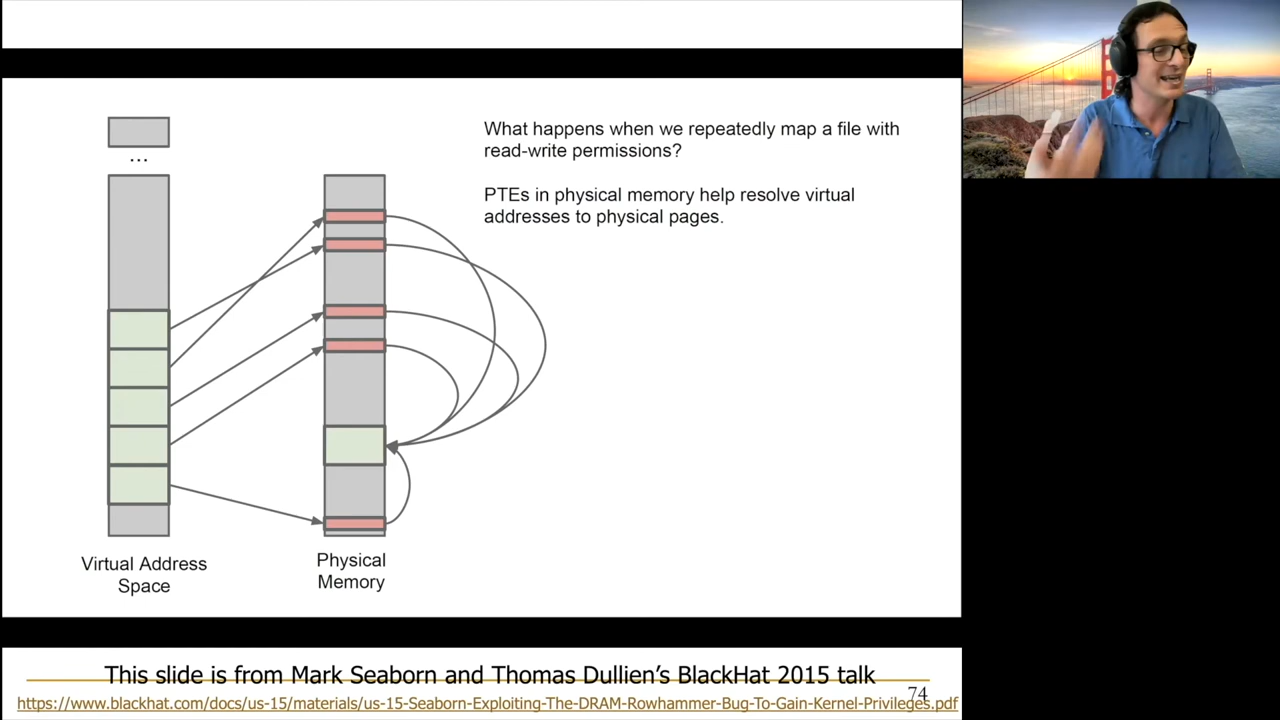 What happens when we repeatedly map a file with
read-write permissions?
PTEs in physical memory help resolve virtual
addresses to physical pages.
...
Virtual Address
Space
Physical
Memory
This slide is from Mark Seaborn and Thomas Dullien's BlackHat 2015 talk
74
https://www.blackhat.com/docs/us-15/materials/us-15-Seaborn-Exploiting-The-DRAM-Rowhammer-Bug-To-Gain-Kernel-Privileges.pdf